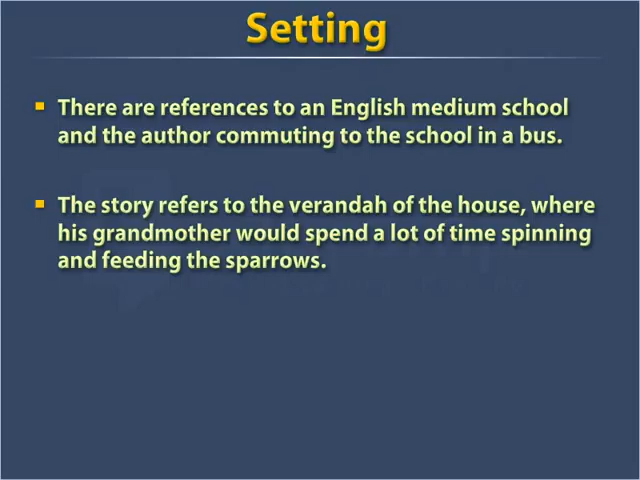 Setting
There are references to an English medium school
and the author commuting to the school in a bus.
The story refers to the verandah of the house, where
his grandmother would spend a lot of time spinning
and feeding the sparrows.